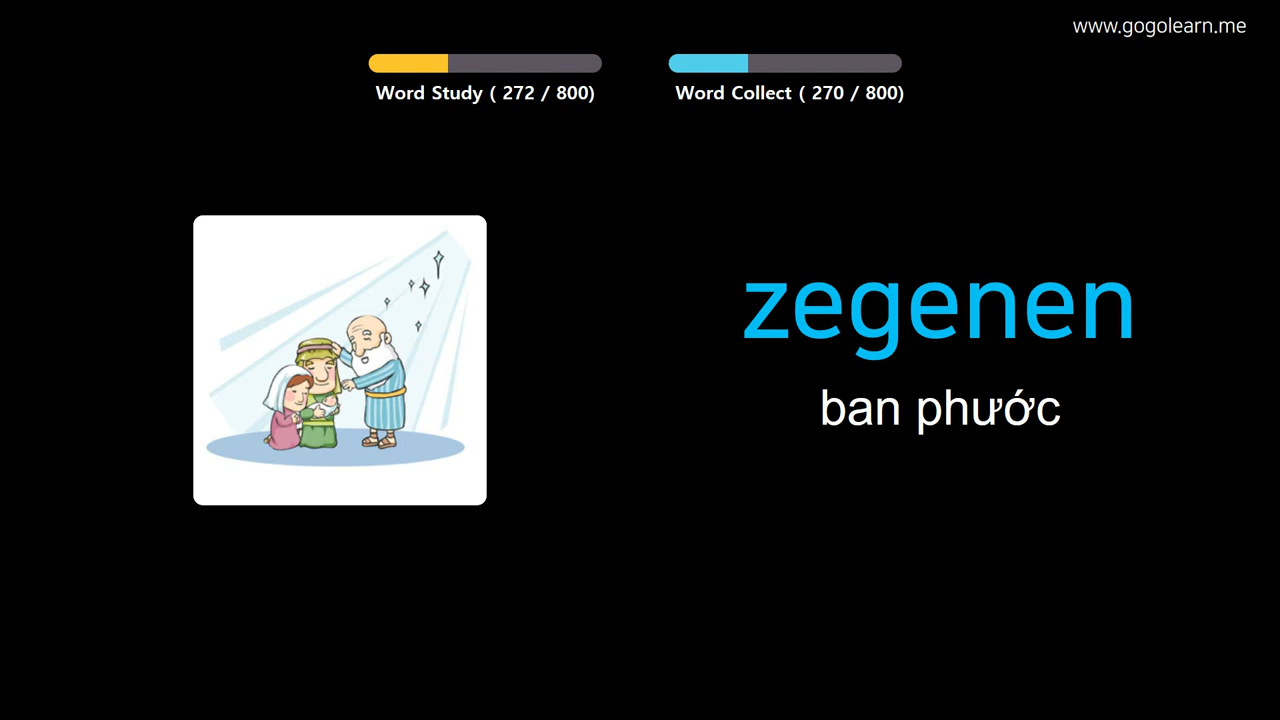 www.gogolearn.me
Word Study ( 272 / 800)
Word Collect ( 270 / 800)
zegenen
ban phước